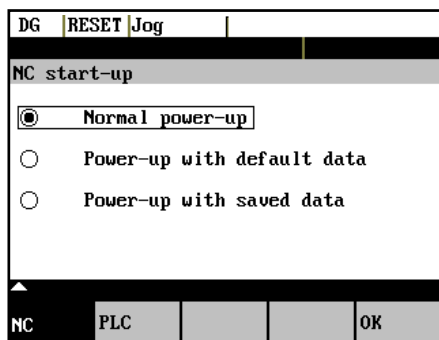 DG RESET Jog
NC start-up
Normal power-up
Power-up with default data
Power-up with saved data
NC PLC OK